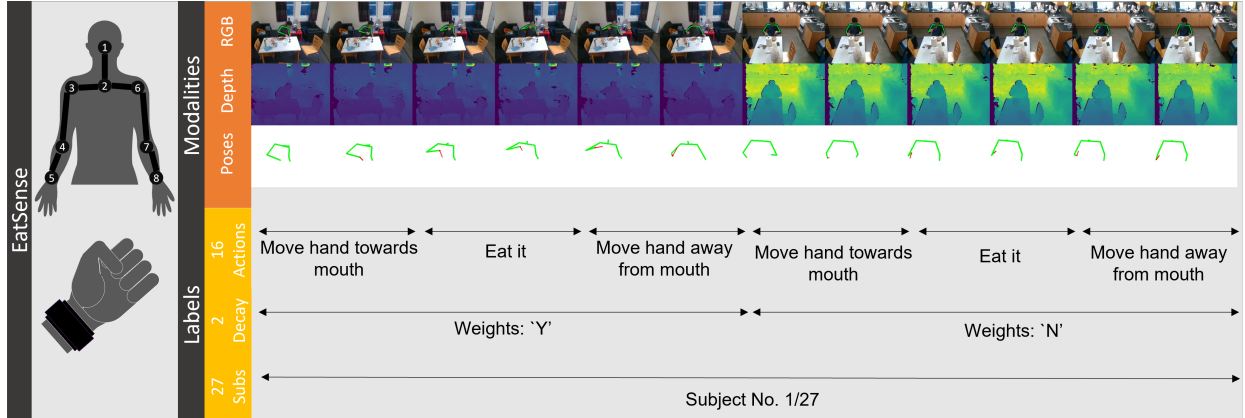 EatSense
1
2
3
6
4
7
5
8
Modalities
RGB
Depth
Poses
Labels
16
Actions
Move hand towards
mouth
Eat it
Move hand away
from mouth
Move hand towards
mouth
Eat it
Move hand away
from mouth
2
Decay
Weights: `Y’
Weights: `N’
27
Subs
Subject No. 1/27